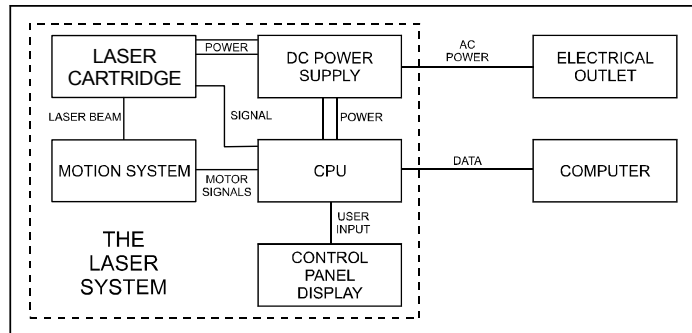 LASER
CARTRIDGE
POWER
DC POWER
SUPPLY
AC
POWER
ELECTRICAL
OUTLET
LASER BEAM
SIGNAL
POWER
MOTION SYSTEM
MOTOR
SIGNALS
CPU
DATA
COMPUTER
USER
INPUT
THE
LASER
SYSTEM
CONTROL
PANEL
DISPLAY